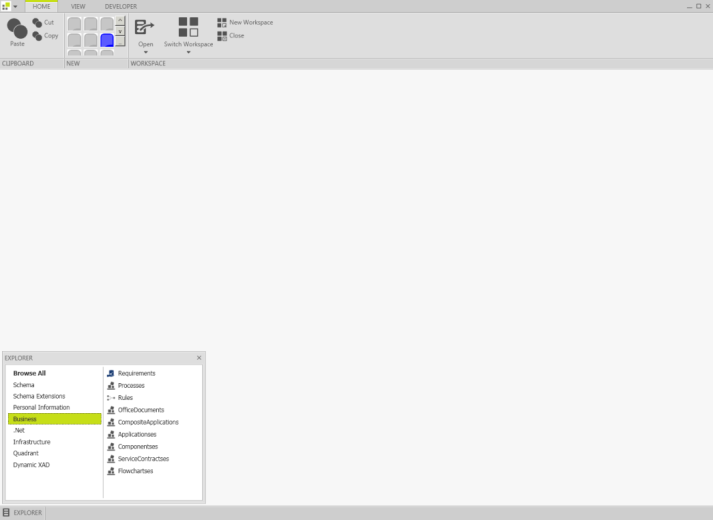 HOME VIEW DEVELOPER
Cut
New Workspace
Copy
Close
Paste
Open
Switch Workspace
CLIPBOARD NEW WORKSPACE
EXPLORER
Browse All
Schema
Schema Extensions
Personal Information
Business
.Net
Infrastructure
Quadrant
Dynamic XAD
Requirements
Processes
Rules
OfficeDocuments
CompositeApplications
Applicationses
Componentses
ServiceContractses
Flowchartses
EXPLORER